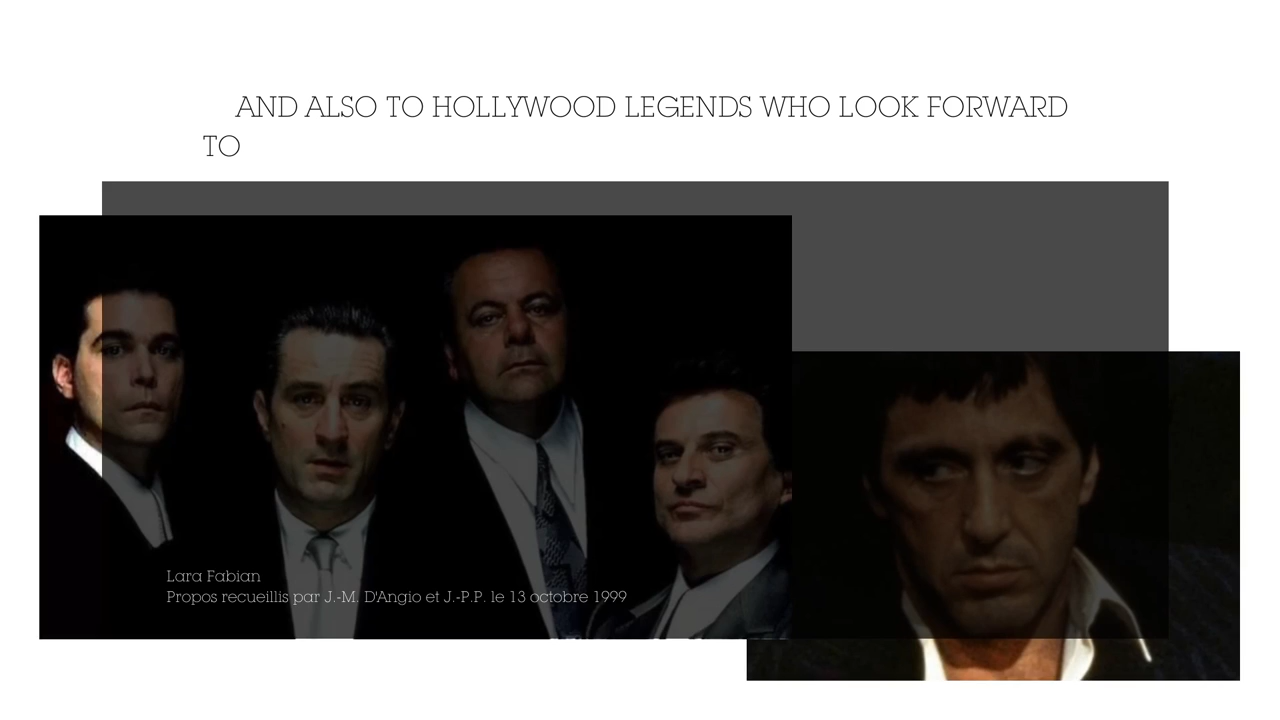 AND ALSO TO HOLLYWOOD LEGENDS WHO LOOK FORWARD
TO
Lara Fabian
Propos recueillis par J.-M. D'Angio et J.-P.P. le 13 octobre 1999